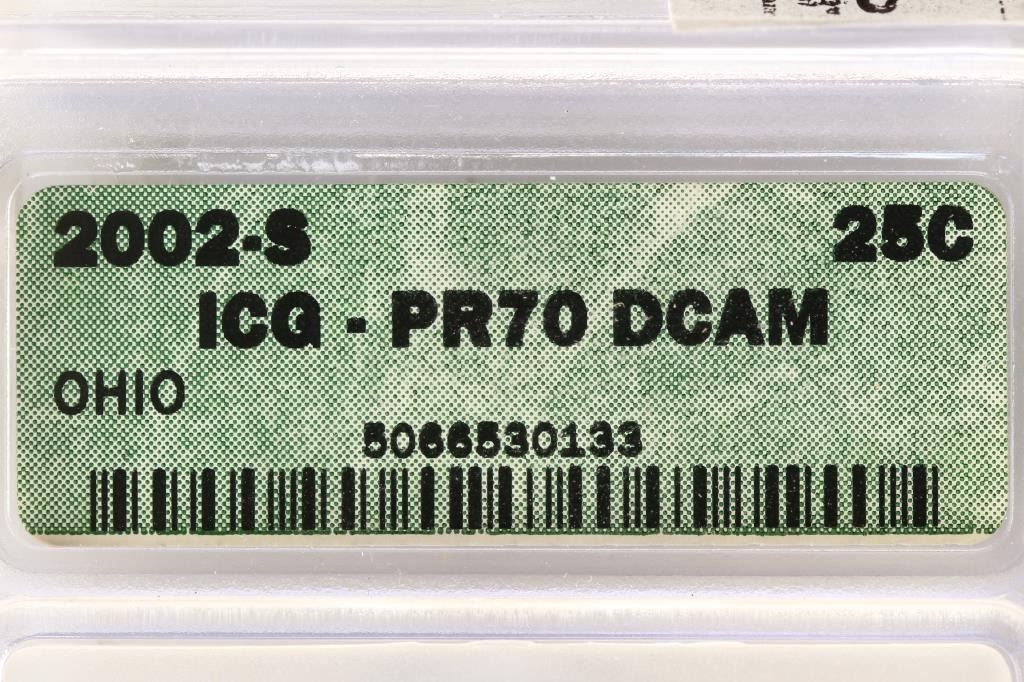 2002-S 25C
ICG - PR70 DCAM
OHIO
5066530133